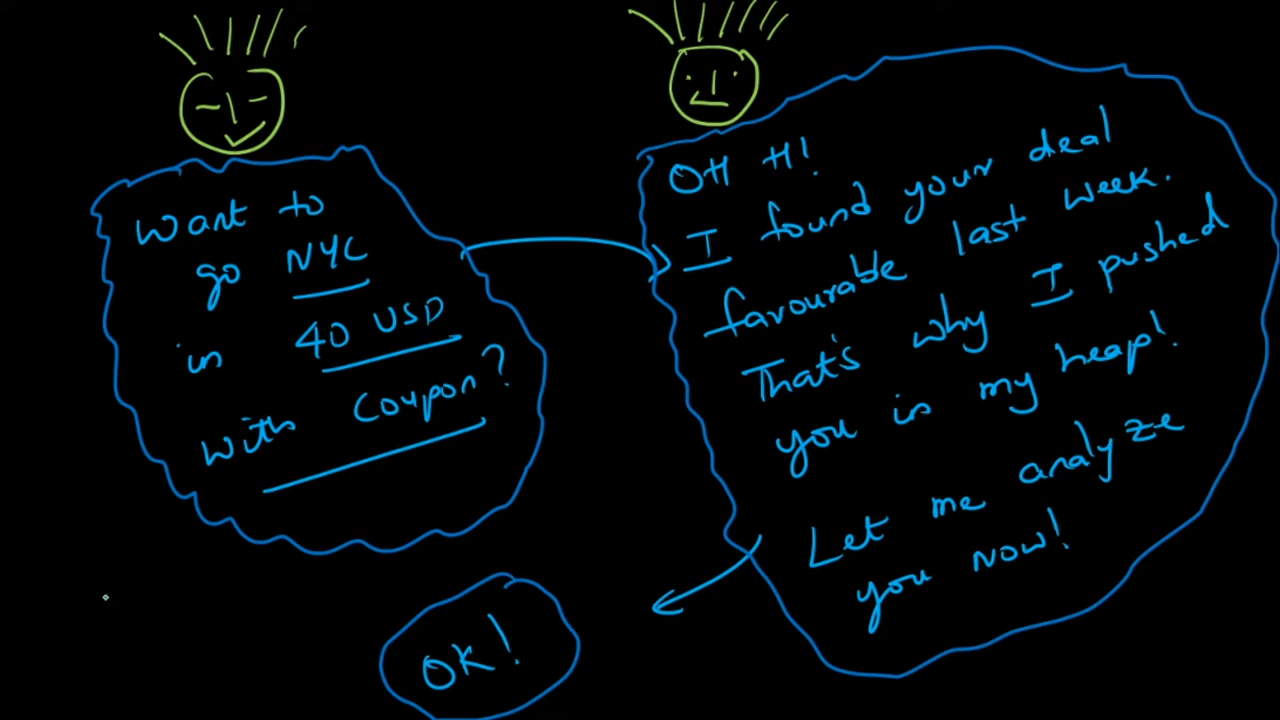 Want to
go NYC
in 40 USD
with Coupon?
OH H!
I found your deal
favourable last week.
That's why I pushed
you in my heap!
Let me analyze
you now!
OK!